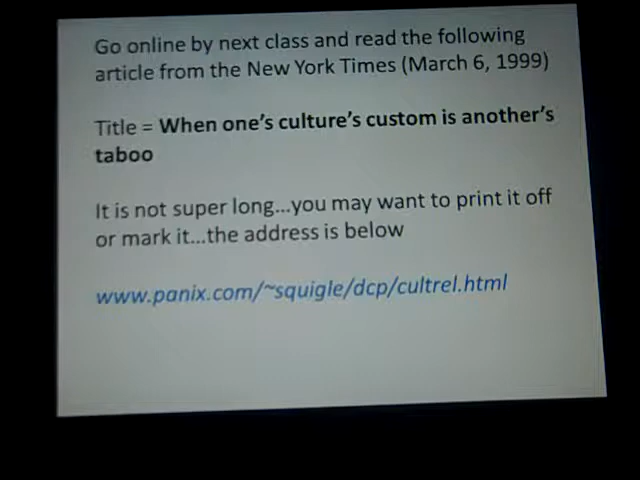 Go online by next class and read the following
article from the New York Times (March 6, 1999)
Title = When one's culture's custom is another's
taboo
It is not super long...you may want to print it off
or mark it...the address is below
www.panix.com/~squigle/dcp/cultrel.html